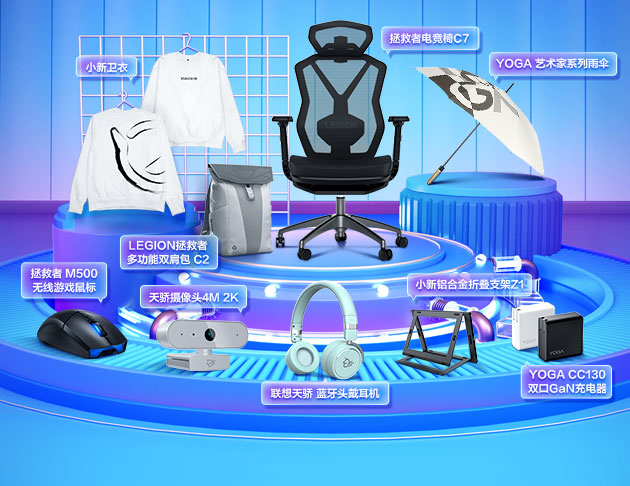 拯救者电竞椅C7
小新卫衣
YOGA 艺术家系列雨伞
LEGION
LEGION拯救者
多功能双肩包 C2
拯救者 M500
无线游戏鼠标
天骄摄像头4M 2K
小新铝合金折叠支架Z1
联想天骄 蓝牙头戴耳机
YOGA
YOGA
YOGA CC130
双口GaN充电器